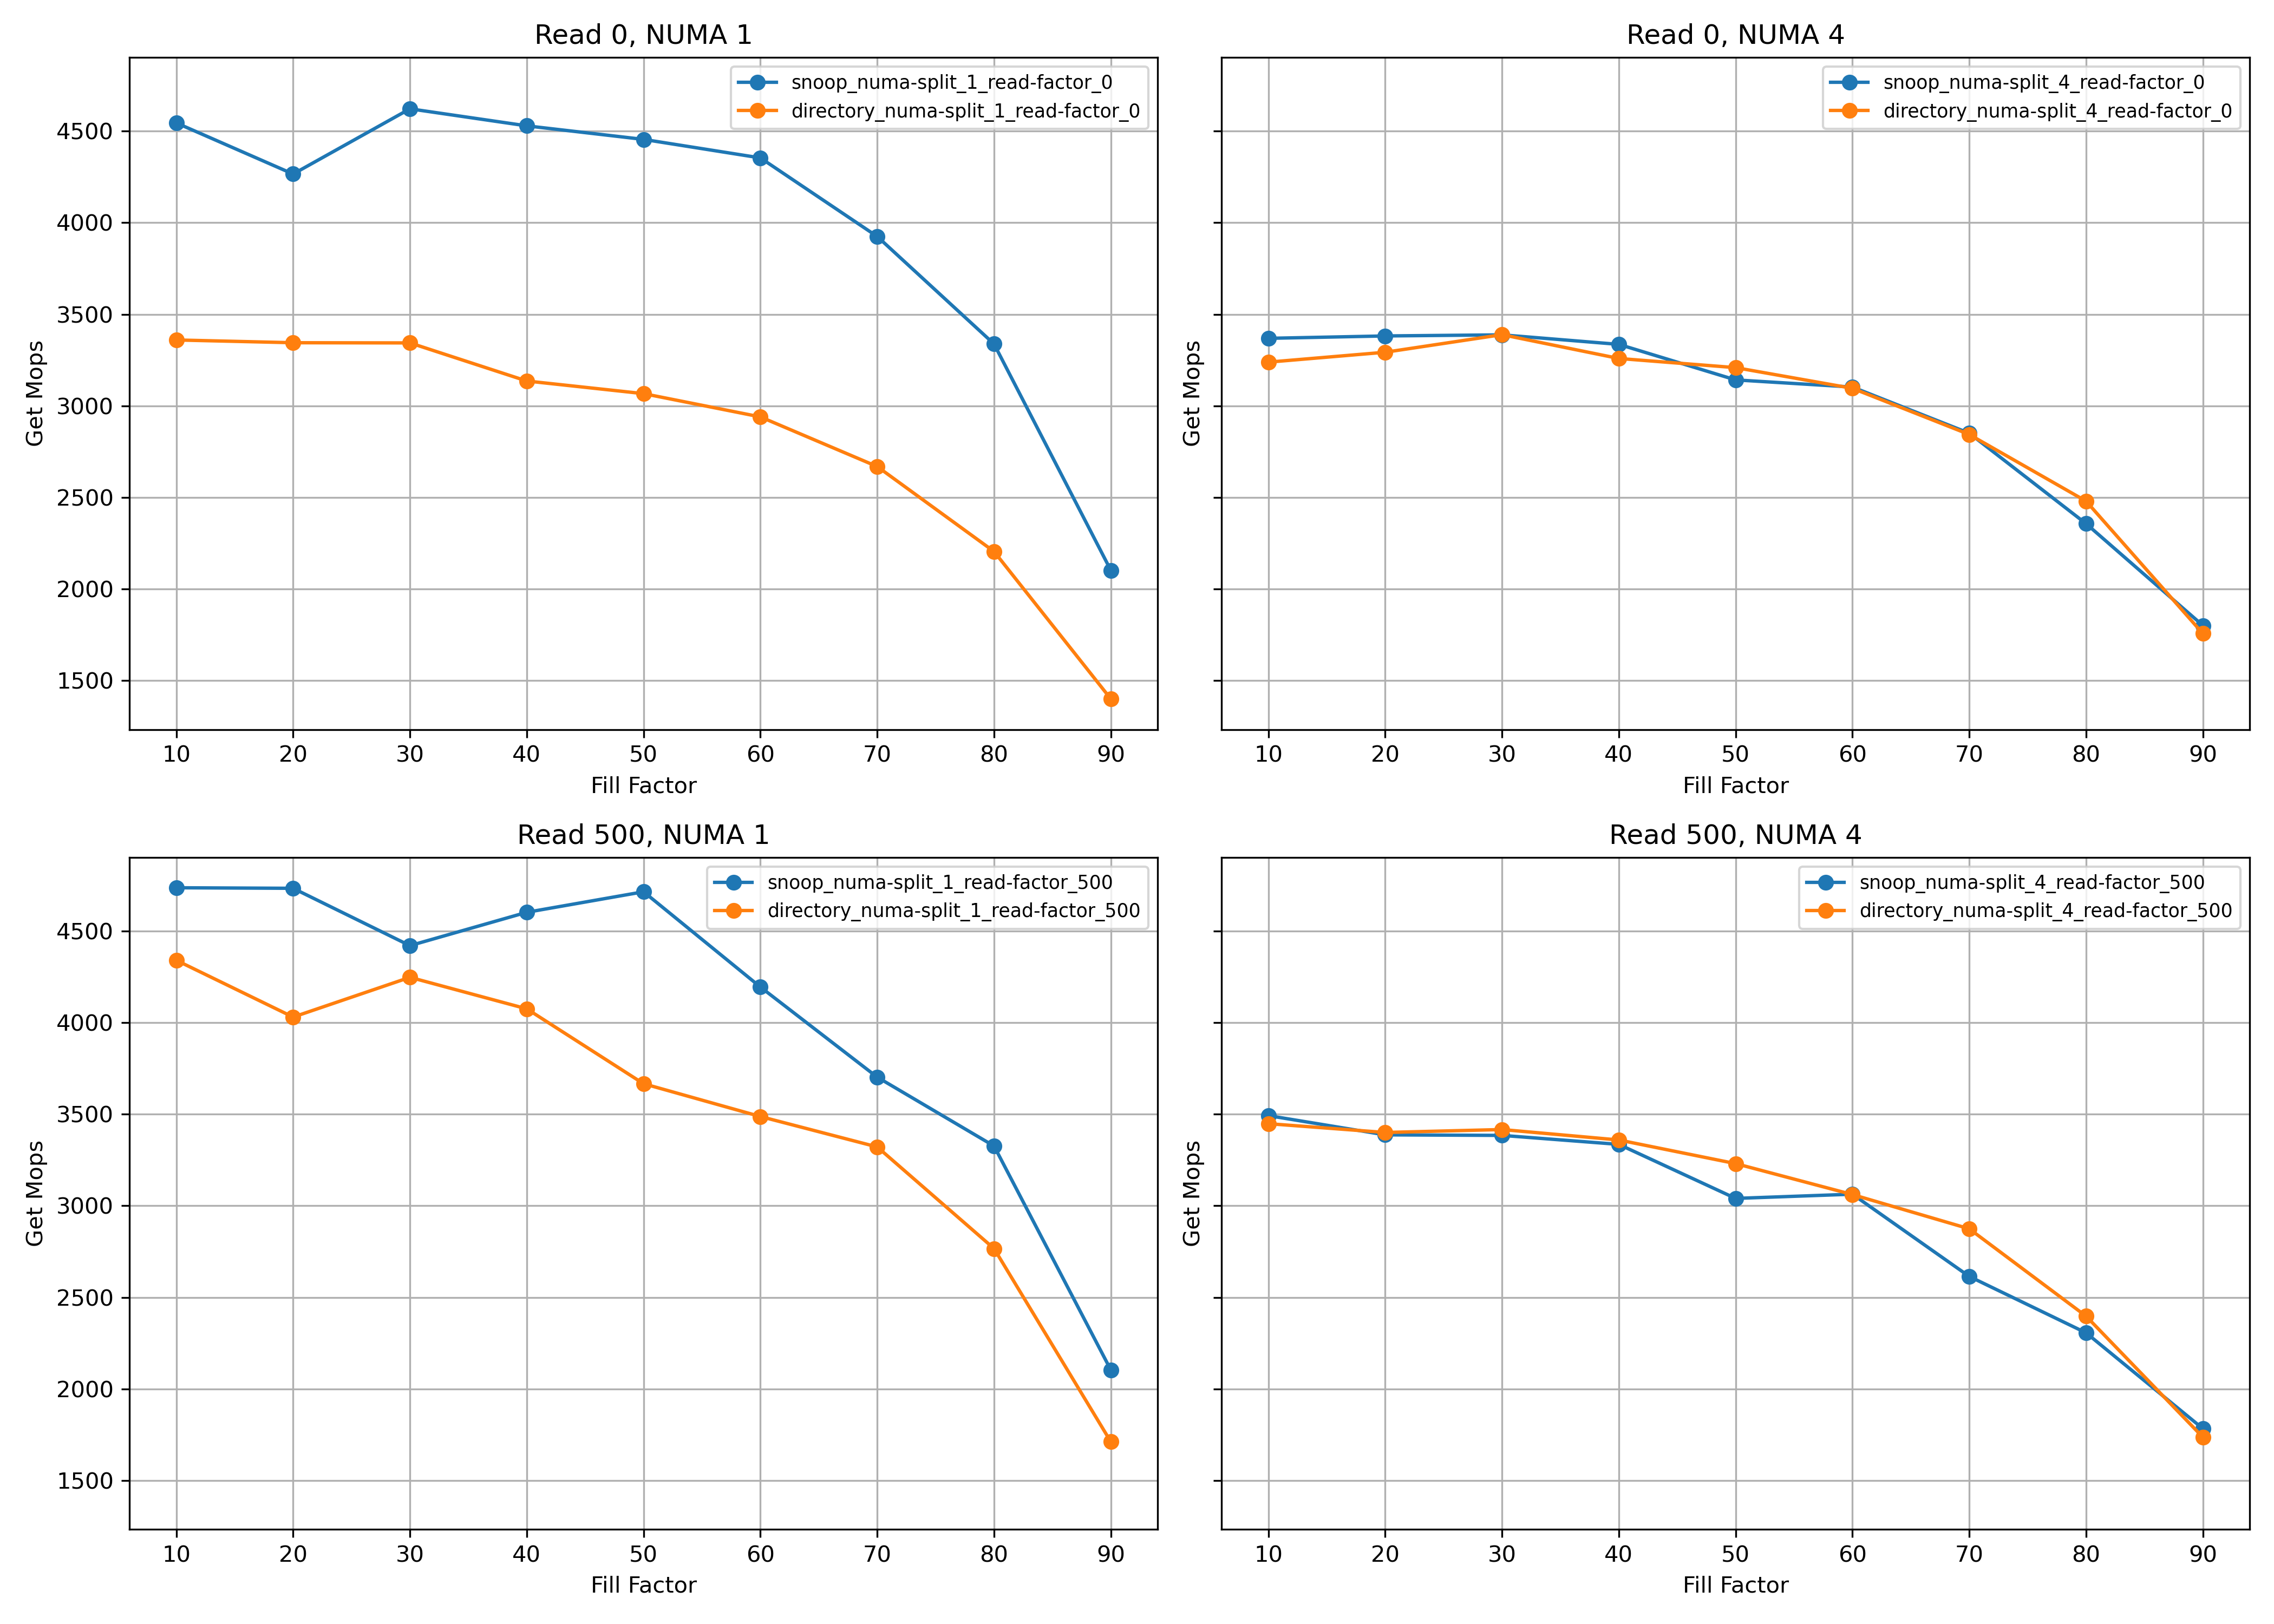 Read 0, NUMA 1
snoop_numa-split_1_read-factor_0
directory_numa-split_1_read-factor_0
Get Mops
4500
4000
3500
3000
2500
2000
1500
10 20 30 40 50 60 70 80 90
Fill Factor
Read 0, NUMA 4
snoop_numa-split_4_read-factor_0
directory_numa-split_4_read-factor_0
Get Mops
10 20 30 40 50 60 70 80 90
Fill Factor
Read 500, NUMA 1
snoop_numa-split_1_read-factor_500
directory_numa-split_1_read-factor_500
Get Mops
4500
4000
3500
3000
2500
2000
1500
10 20 30 40 50 60 70 80 90
Fill Factor
Read 500, NUMA 4
snoop_numa-split_4_read-factor_500
directory_numa-split_4_read-factor_500
Get Mops
10 20 30 40 50 60 70 80 90
Fill Factor